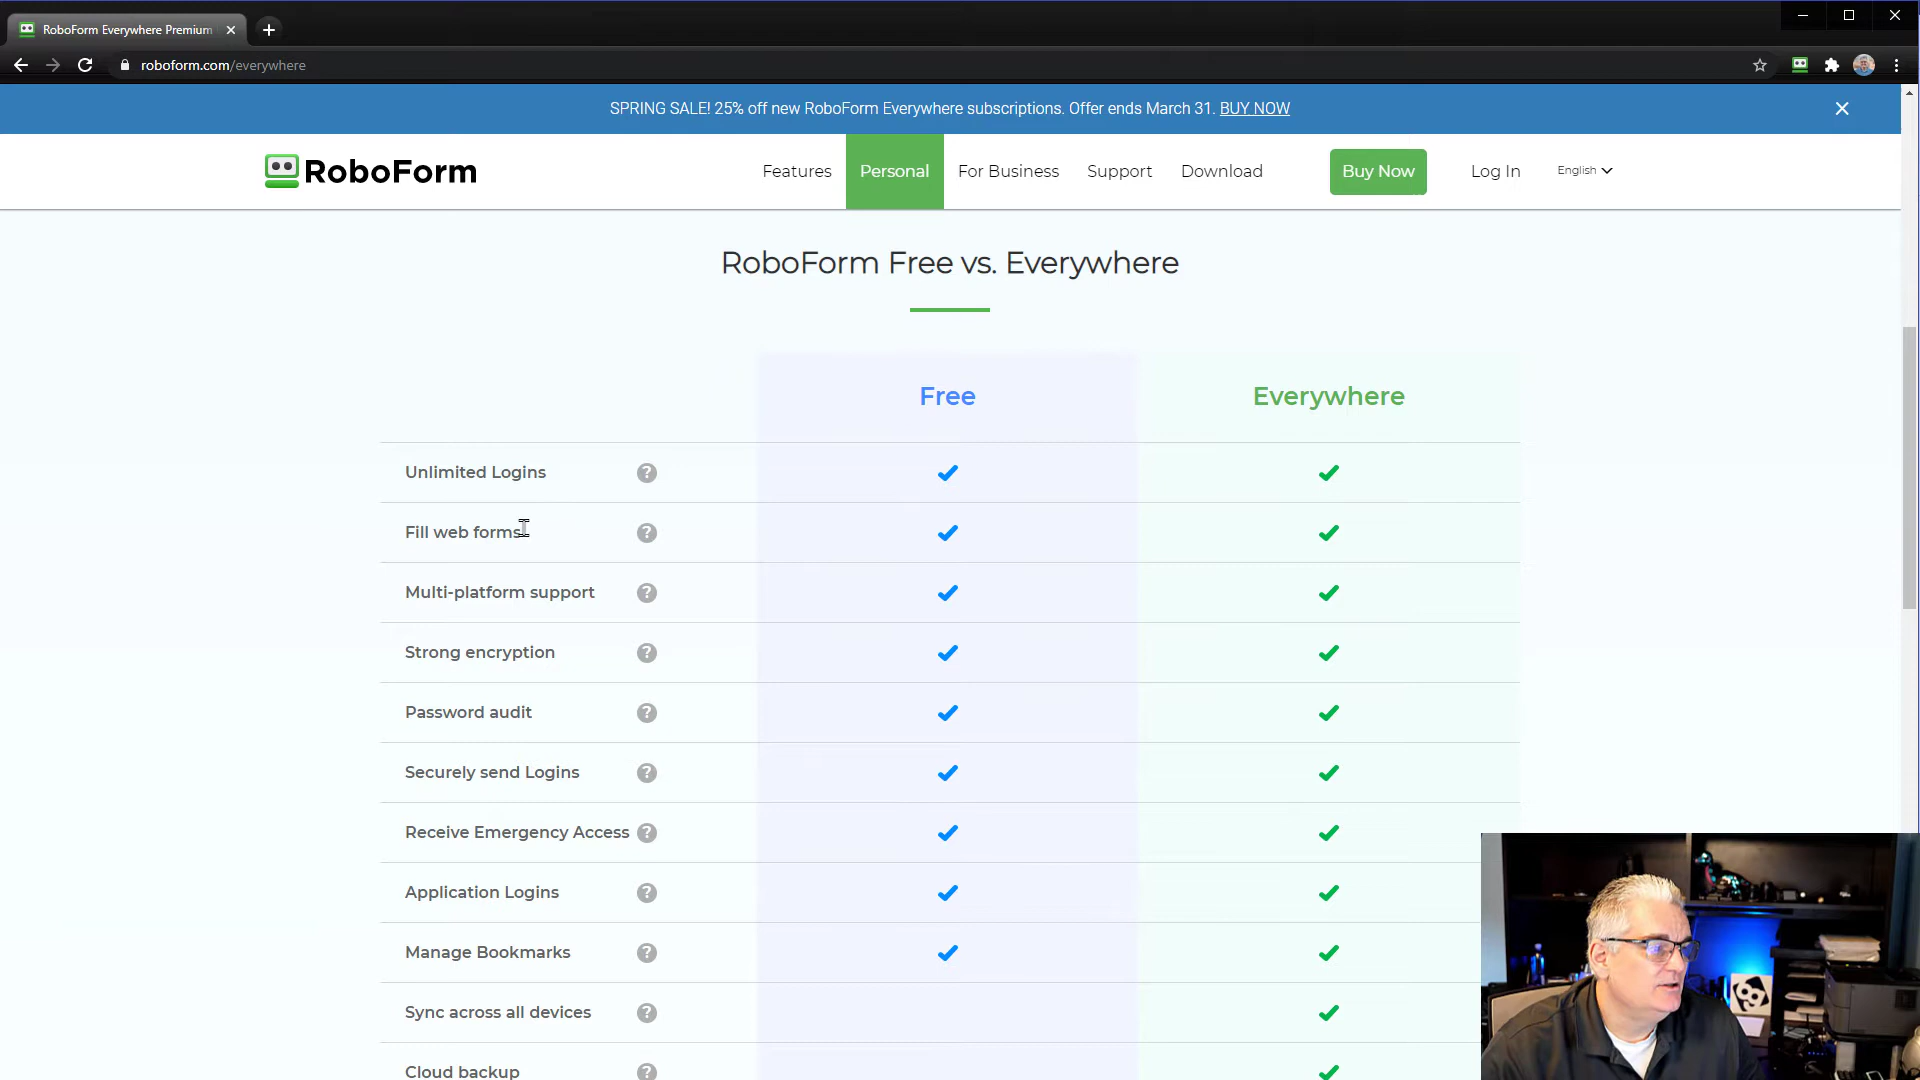 RoboForm Everywhere Premium
roboform.com/everywhere
SPRING SALE! 25% off new RoboForm Everywhere subscriptions. Offer ends March 31. BUY NOW
RoboForm
Features
Personal
For Business
Support
Download
Buy Now
Log In
English
RoboForm Free vs. Everywhere
Free
Everywhere
Unlimited Logins ?
Fill web forms ?
Multi-platform support ?
Strong encryption ?
Password audit ?
Securely send Logins ?
Receive Emergency Access ?
Application Logins ?
Manage Bookmarks ?
Sync across all devices ?
Cloud backup ?